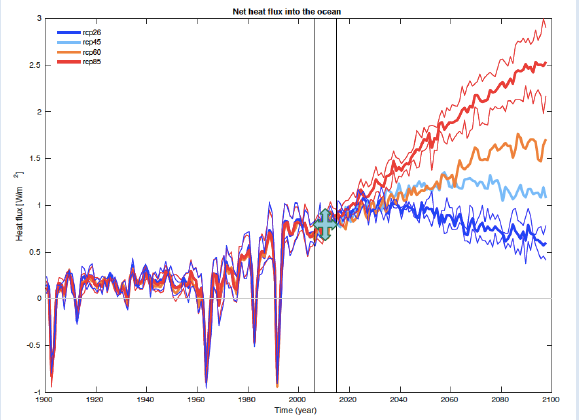 Net heat flux into the ocean
3
rcp26
rcp45
rcp60
rcp85
2.5
2
1.5
1
0.5
0
-0.5
-1
Heat flux [W/m 2]
1900 1920 1940 1960 1980 2000 2020 2040 2060 2080 2100
Time (year)